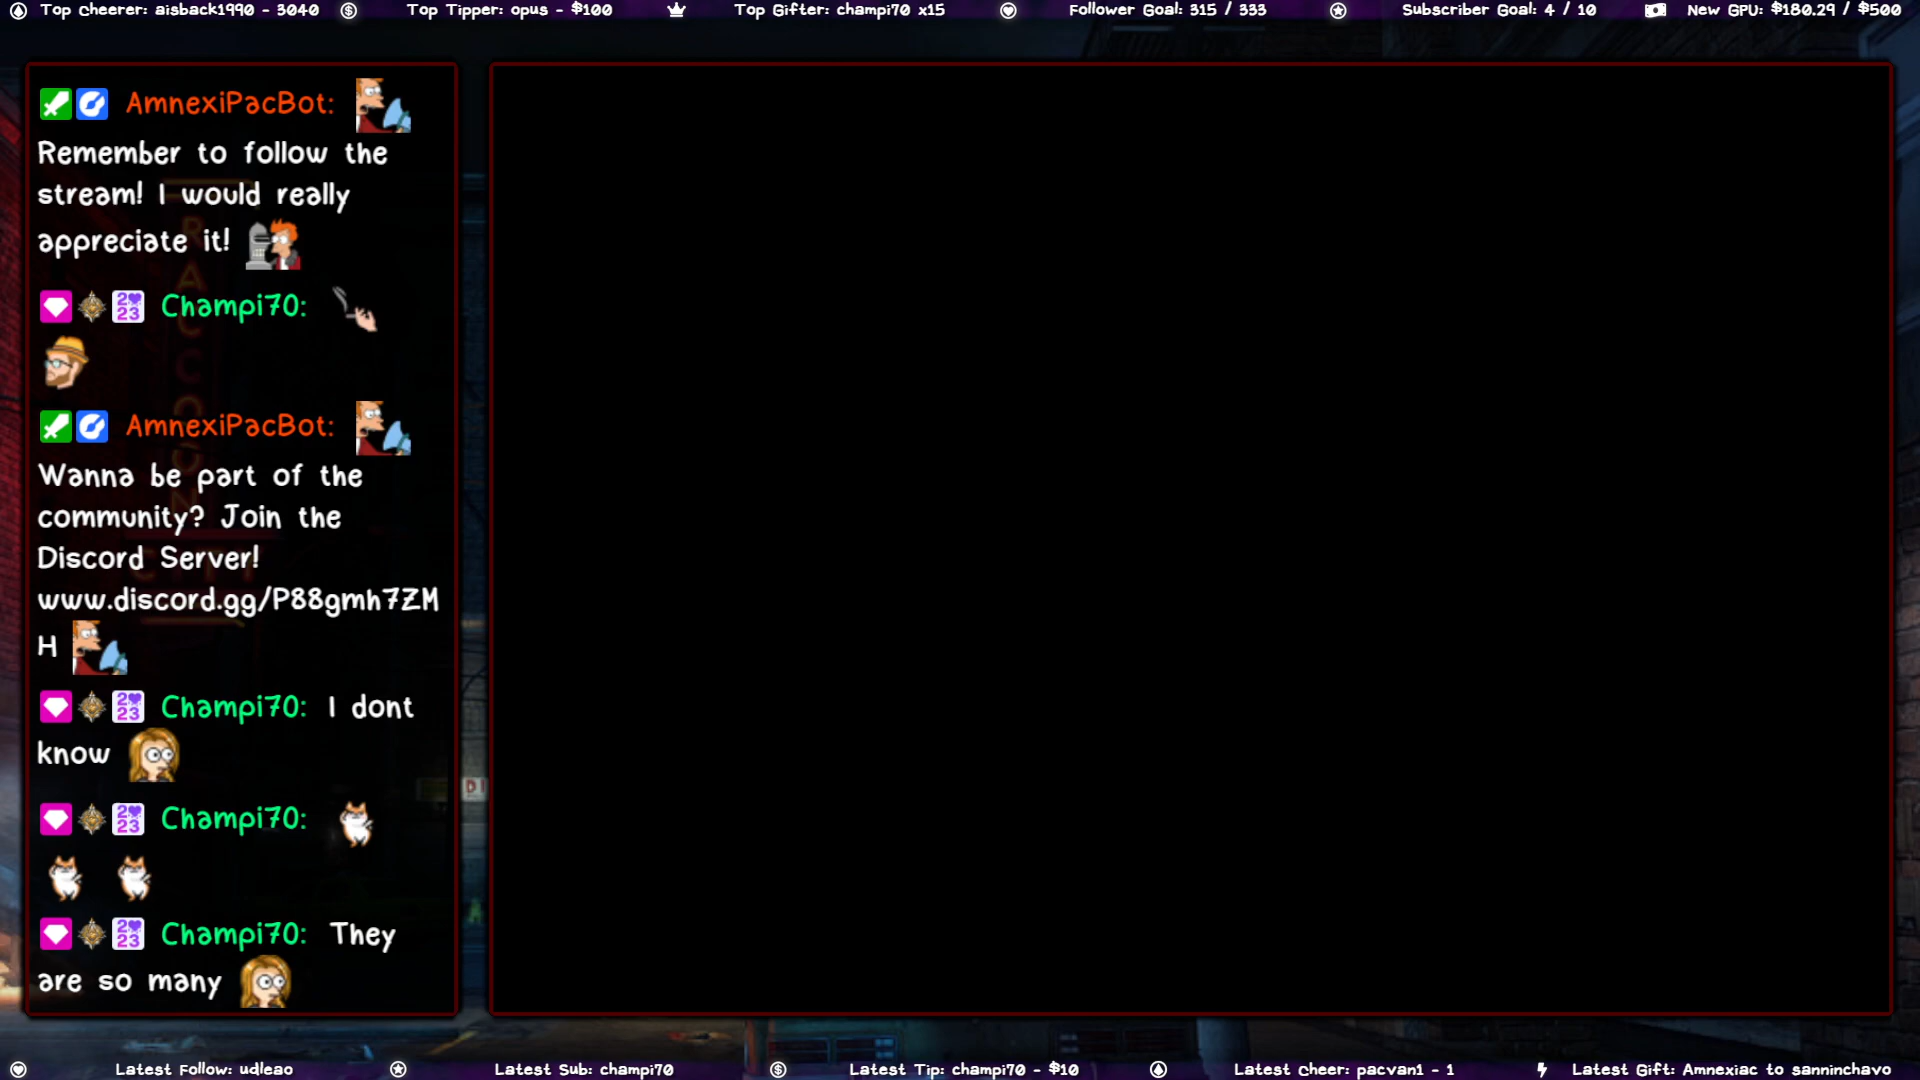 Top Cheerer: aisback1990 - 3040 Top Tipper: opus - $100 Top Gifter: champi70 x15 Follower Goal: 315 / 333 Subscriber Goal: 4 / 10 New GPU: $180.29 / $500
AmnexiPacBot:
Remember to follow the
stream! I would really
appreciate it!
Champi70:
AmnexiPacBot:
Wanna be part of the
community? Join the
Discord Server!
www.discord.gg/P88gmh7ZM
H
Champi70: I dont
know
Champi70:
Champi70: They
are so many
Latest Follow: udleao Latest Sub: champi70 Latest Tip: champi70 - $10 Latest Cheer: pacvan1 - 1 Latest Gift: Amnexiac to sanninchavo